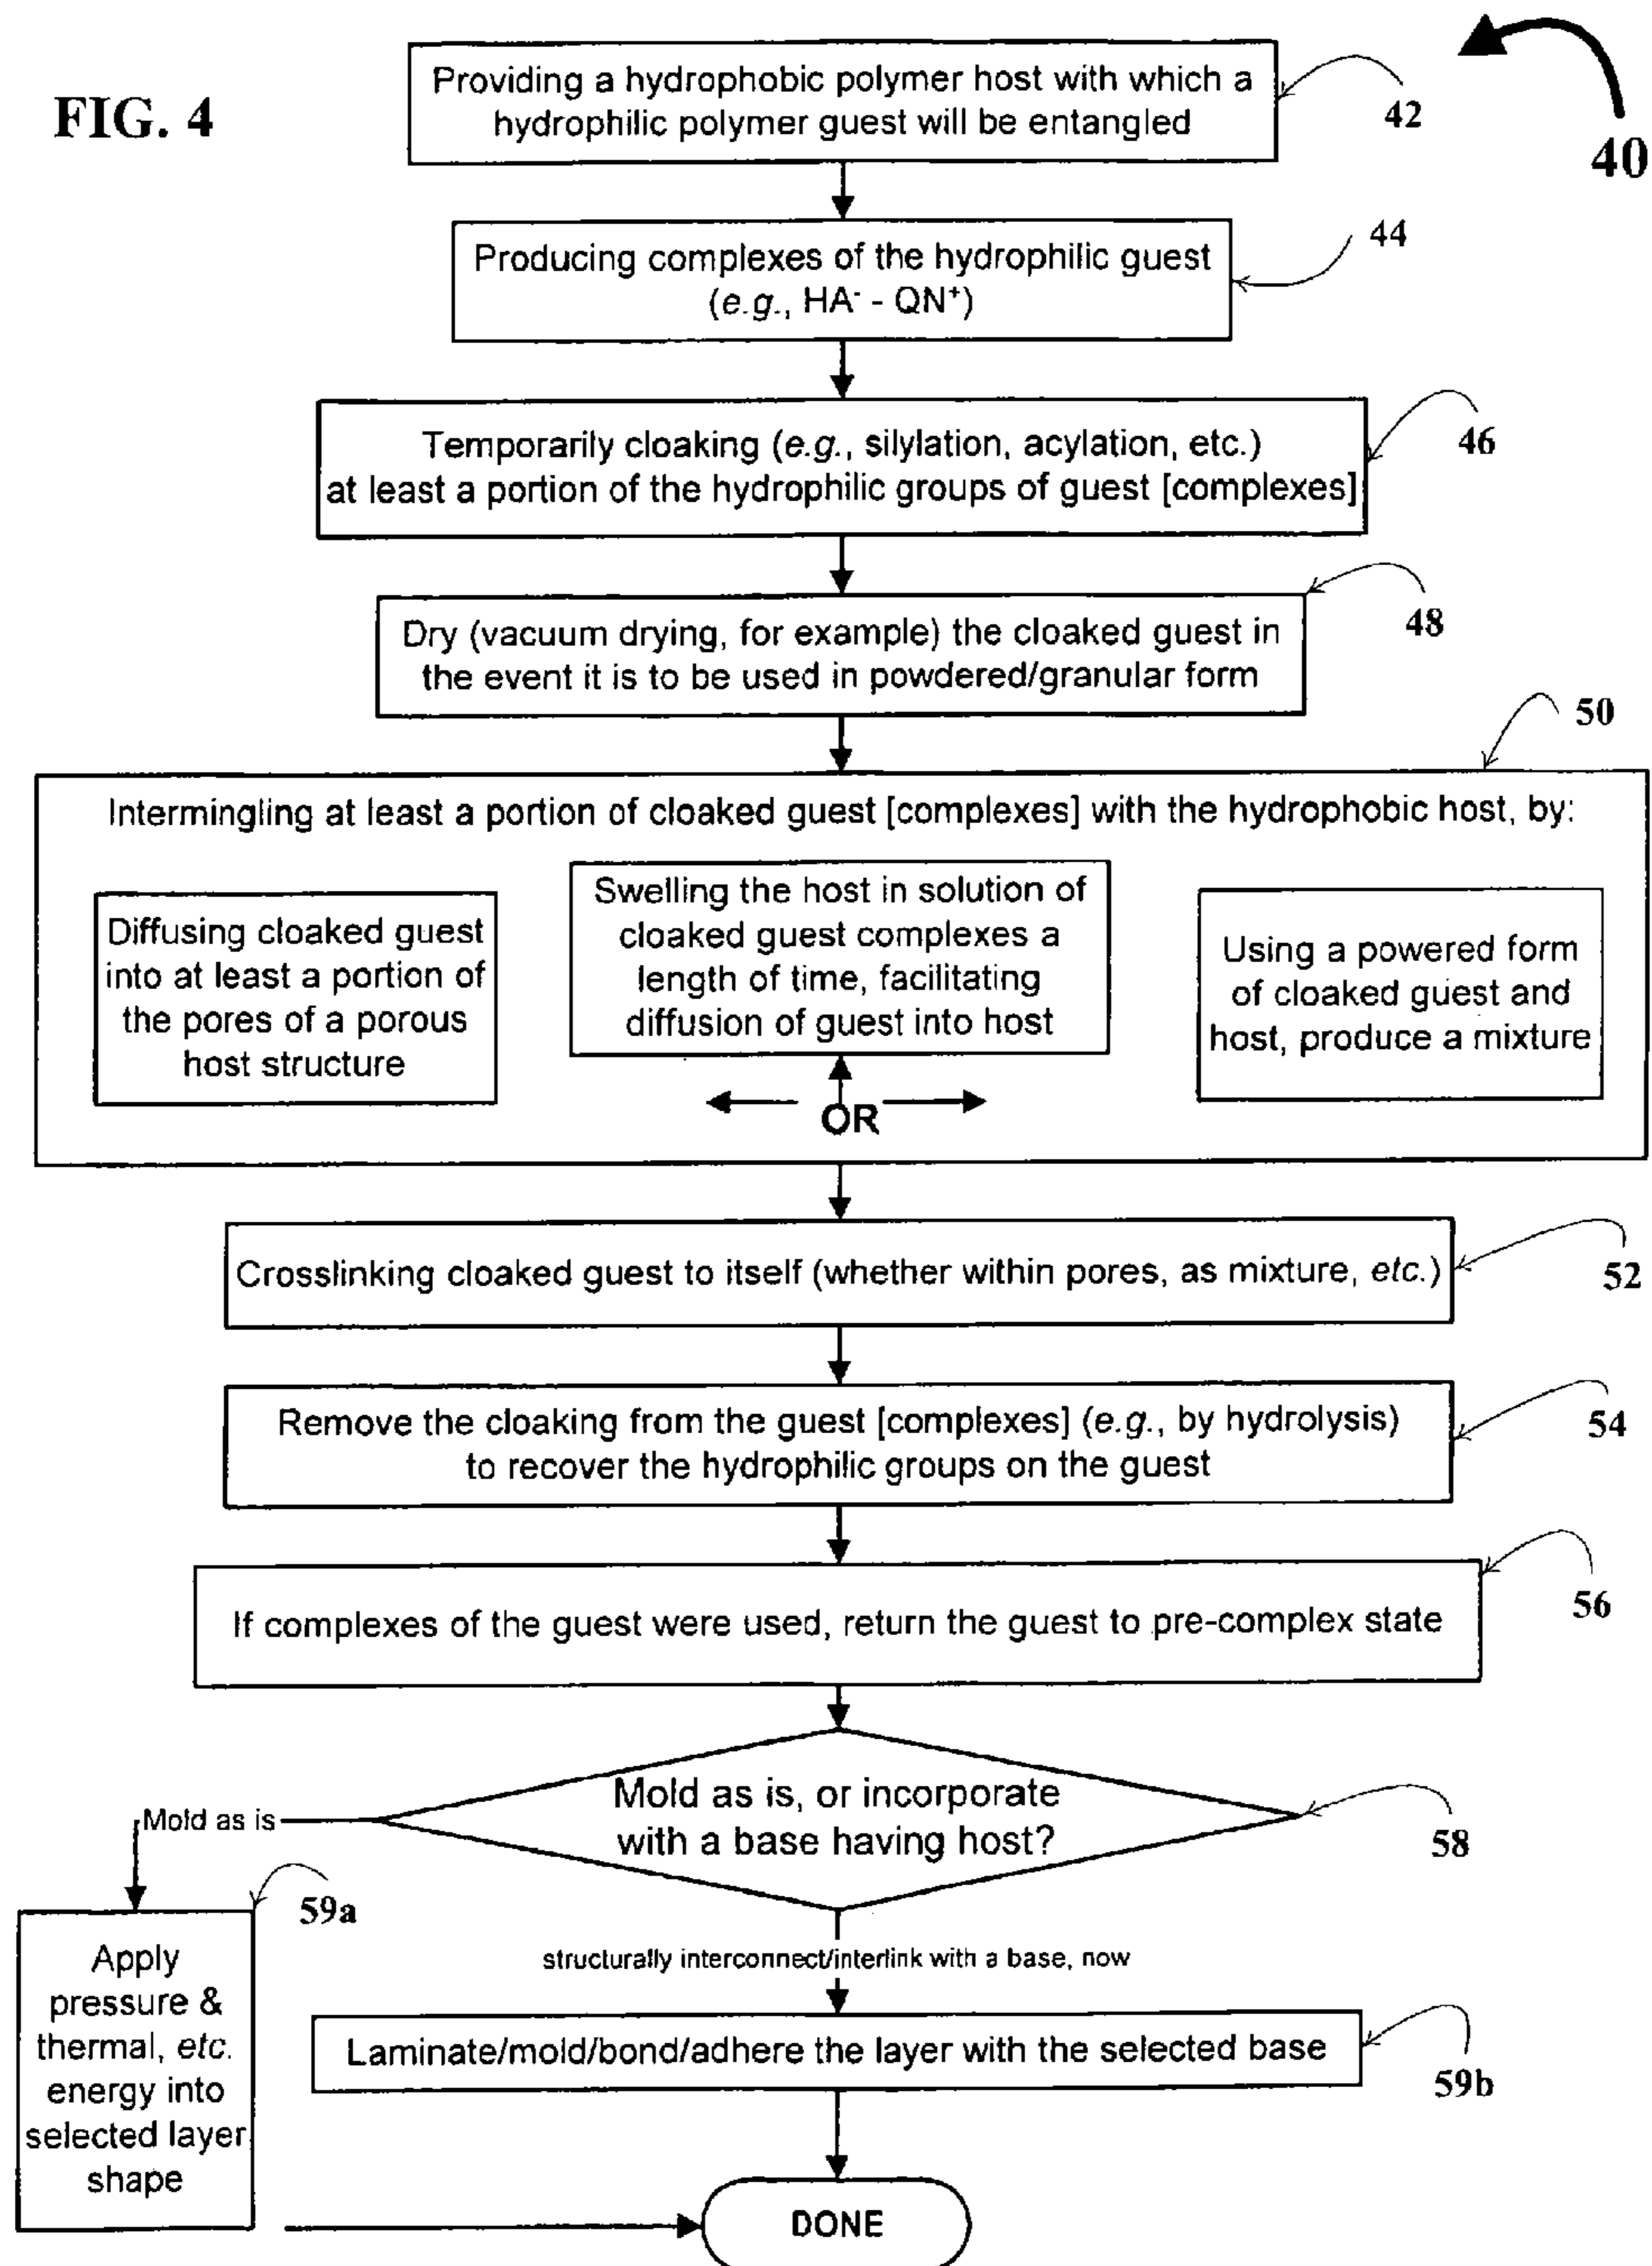 FIG. 4
40
Providing a hydrophobic polymer host with which a
hydrophilic polymer guest will be entangled
42
Producing complexes of the hydrophilic guest
(e.g., HA⁻ - QN⁺)
44
Temporarily cloaking (e.g., silylation, acylation, etc.)
at least a portion of the hydrophilic groups of guest [complexes]
46
Dry (vacuum drying, for example) the cloaked guest in
the event it is to be used in powdered/granular form
48
50
Intermingling at least a portion of cloaked guest [complexes] with the hydrophobic host, by:
Diffusing cloaked guest
into at least a portion of
the pores of a porous
host structure
Swelling the host in solution of
cloaked guest complexes a
length of time, facilitating
diffusion of guest into host
Using a powered form
of cloaked guest and
host, produce a mixture
OR
Crosslinking cloaked guest to itself (whether within pores, as mixture, etc.)
52
Remove the cloaking from the guest [complexes] (e.g., by hydrolysis)
to recover the hydrophilic groups on the guest
54
If complexes of the guest were used, return the guest to pre-complex state
56
Mold as is, or incorporate
with a base having host?
58
Mold as is
59a
Apply
pressure &
thermal, etc.
energy into
selected layer
shape
structurally interconnect/interlink with a base, now
Laminate/mold/bond/adhere the layer with the selected base
59b
DONE